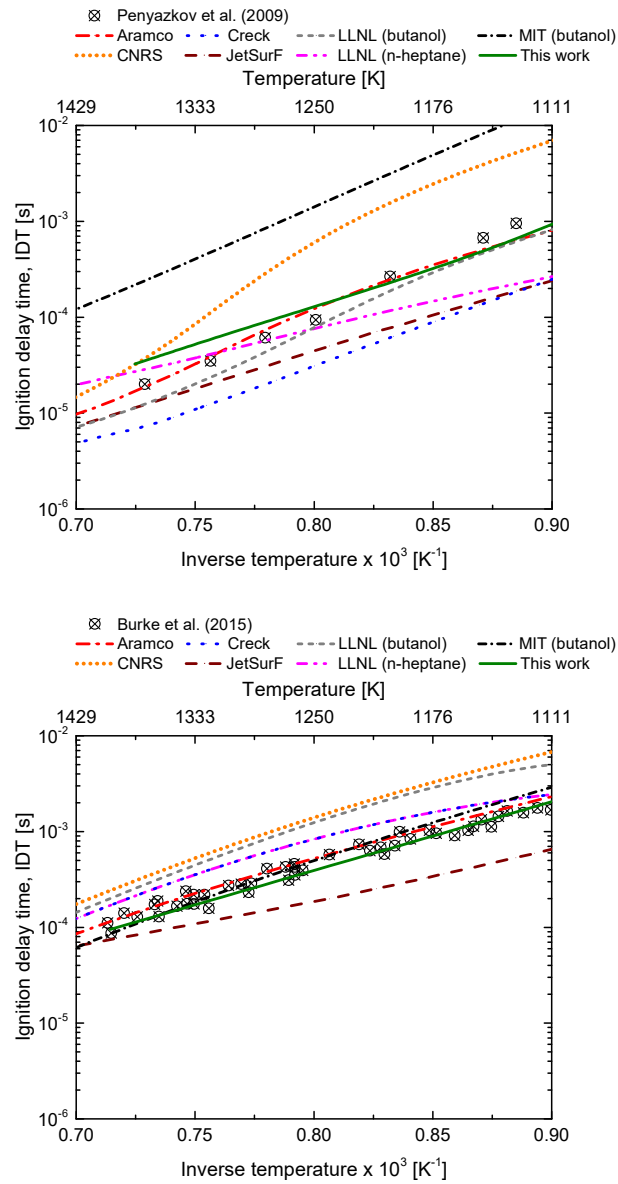 Penyazkov et al. (2009)
Aramco Creck LLNL (butanol) MIT (butanol)
CNRS JetSurF LLNL (n-heptane) This work
Temperature [K]
1429 1333 1250 1176 1111
10⁻²
10⁻³
10⁻⁴
10⁻⁵
10⁻⁶
Ignition delay time, IDT [s]
0.70 0.75 0.80 0.85 0.90
Inverse temperature x 10³ [K⁻¹]
Burke et al. (2015)
Aramco Creck LLNL (butanol) MIT (butanol)
CNRS JetSurF LLNL (n-heptane) This work
Temperature [K]
1429 1333 1250 1176 1111
10⁻²
10⁻³
10⁻⁴
10⁻⁵
10⁻⁶
Ignition delay time, IDT [s]
0.70 0.75 0.80 0.85 0.90
Inverse temperature x 10³ [K⁻¹]